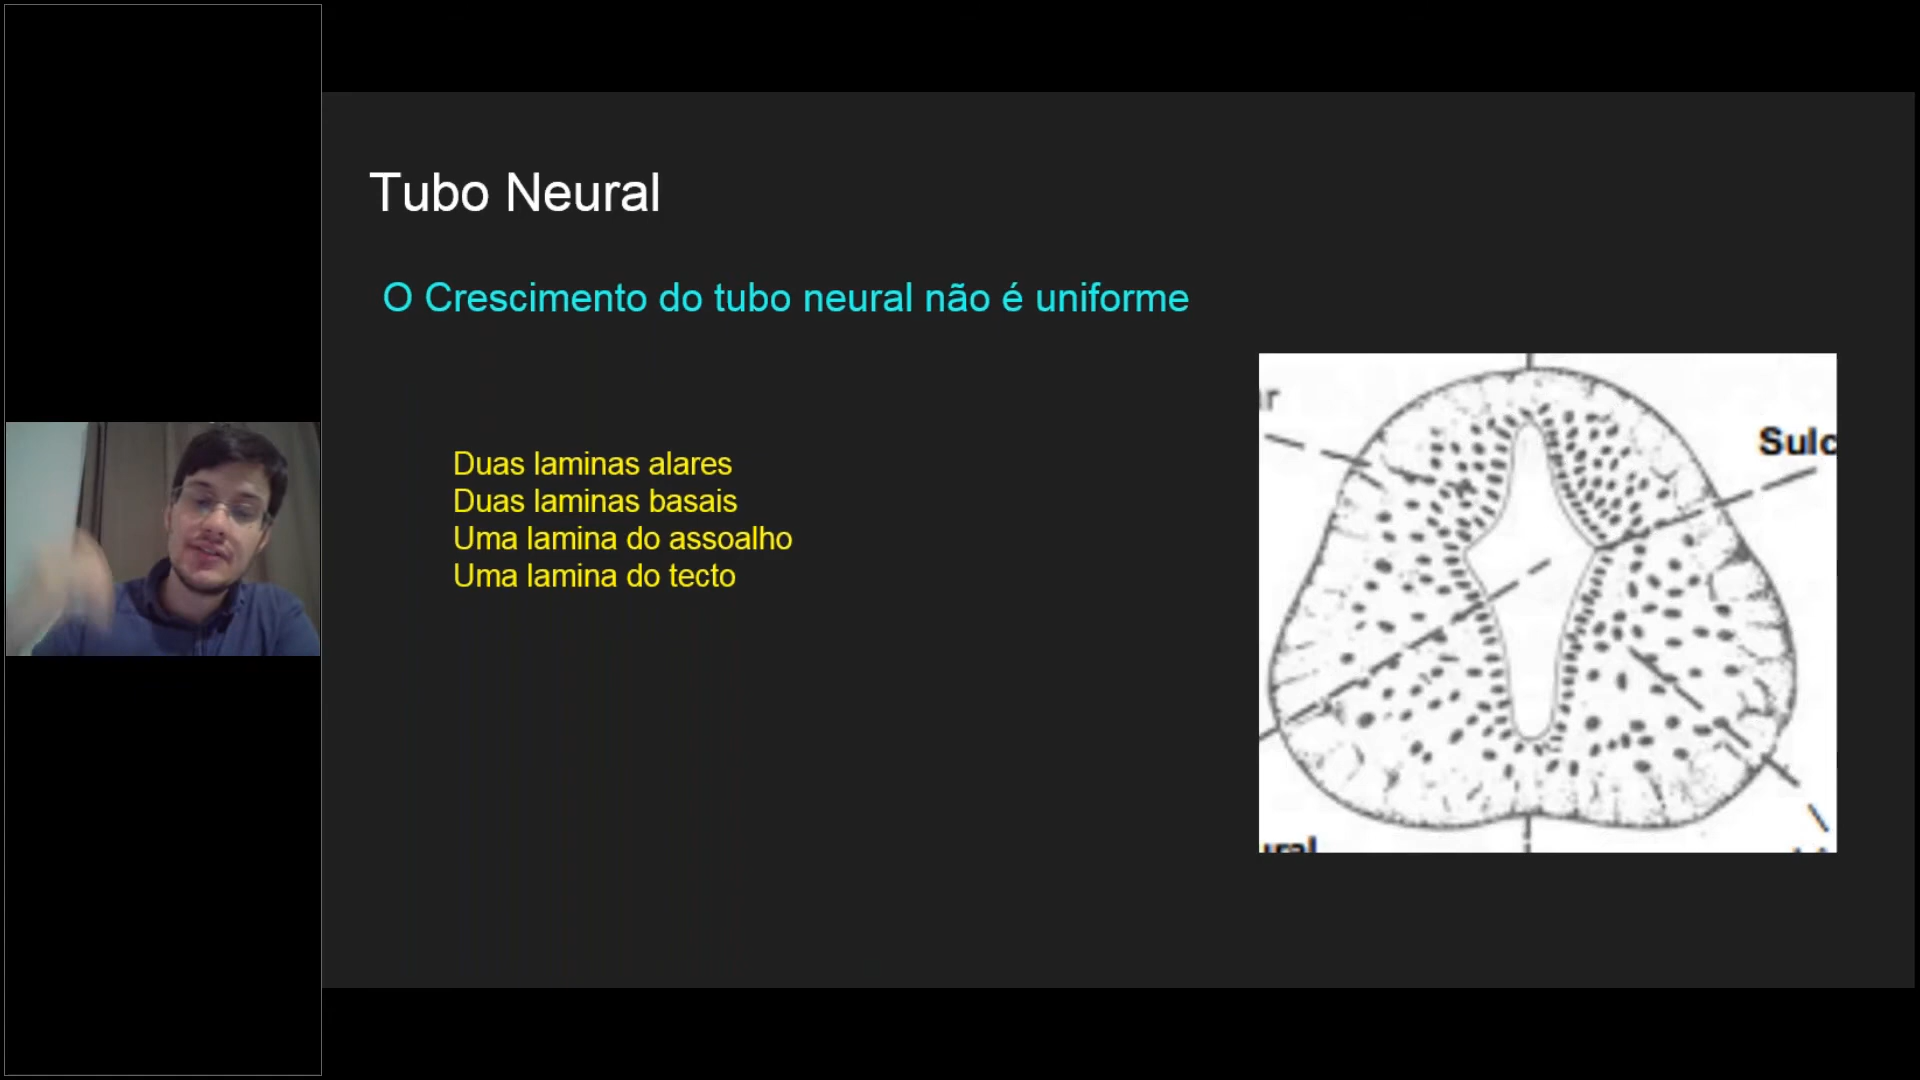 Tubo Neural
O Crescimento do tubo neural não é uniforme
Duas laminas alares
Duas laminas basais
Uma lamina do assoalho
Uma lamina do tecto
r
Sulc
ural